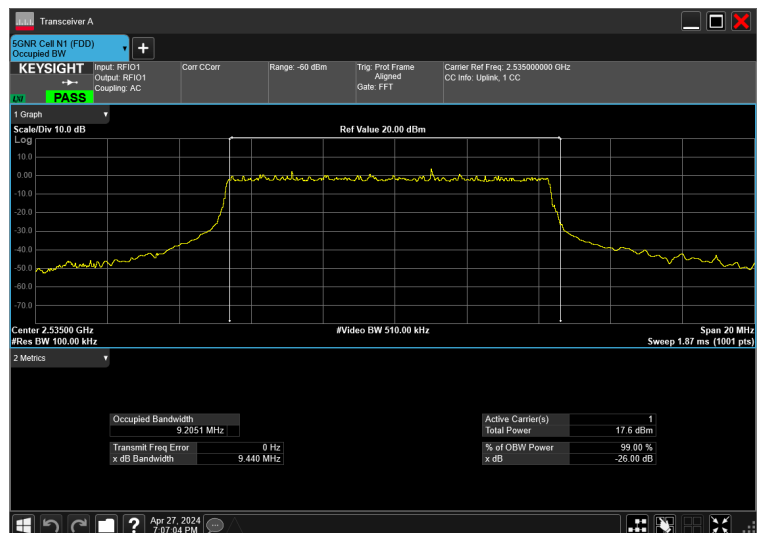 Transceiver A
5GNR Cell N1 (FDD)
Occupied BW
KEYSIGHT
Input: RFIO1
Output: RFIO1
Coupling: AC
Corr CCorr
Range: -60 dBm
Trig: Prot Frame
Aligned
Gate: FFT
Carrier Ref Freq: 2.535000000 GHz
CC Info: Uplink, 1 CC
LXI
PASS
1 Graph
Scale/Div 10.0 dB
Ref Value 20.00 dBm
Log
10.0
0.00
-10.0
-20.0
-30.0
-40.0
-50.0
-60.0
-70.0
Center 2.53500 GHz
#Video BW 510.00 kHz
Span 20 MHz
#Res BW 100.00 kHz
Sweep 1.87 ms (1001 pts)
2 Metrics
Occupied Bandwidth
9.2051 MHz
Transmit Freq Error 0 Hz
x dB Bandwidth 9.440 MHz
Active Carrier(s) 1
Total Power 17.6 dBm
% of OBW Power 99.00 %
x dB -26.00 dB
?
Apr 27, 2024
7:07:04 PM